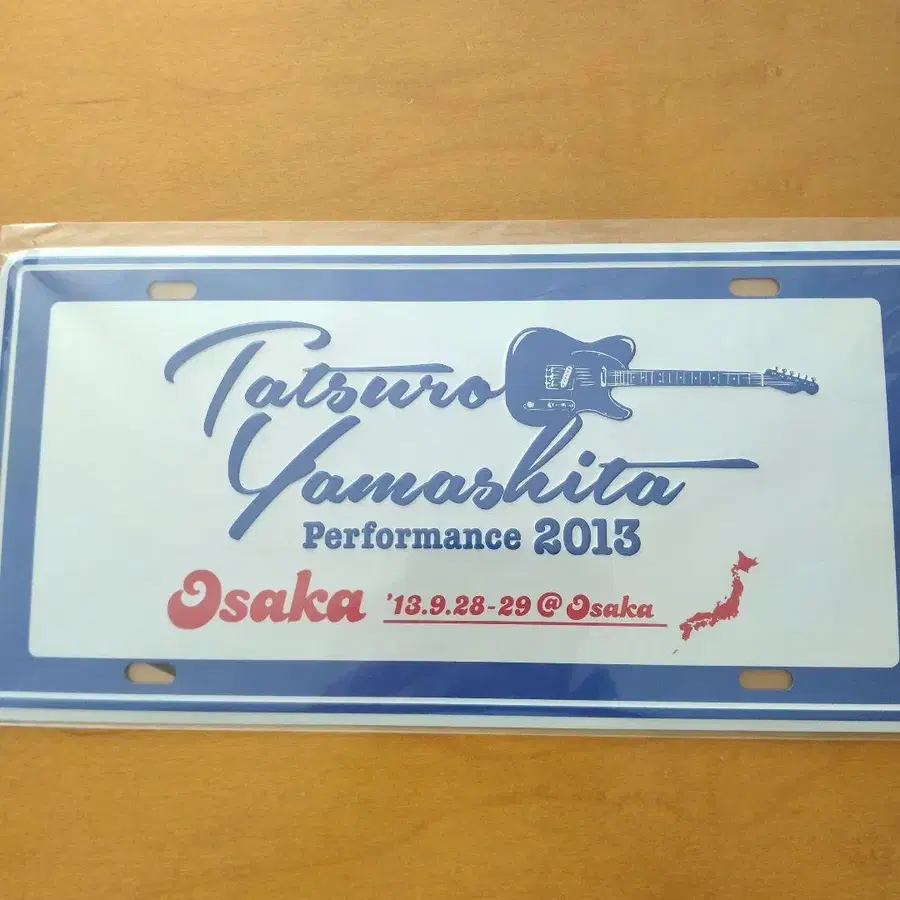 Tatsuro
Yamashita
Performance 2013
Osaka '13.9.28-29 @ Osaka